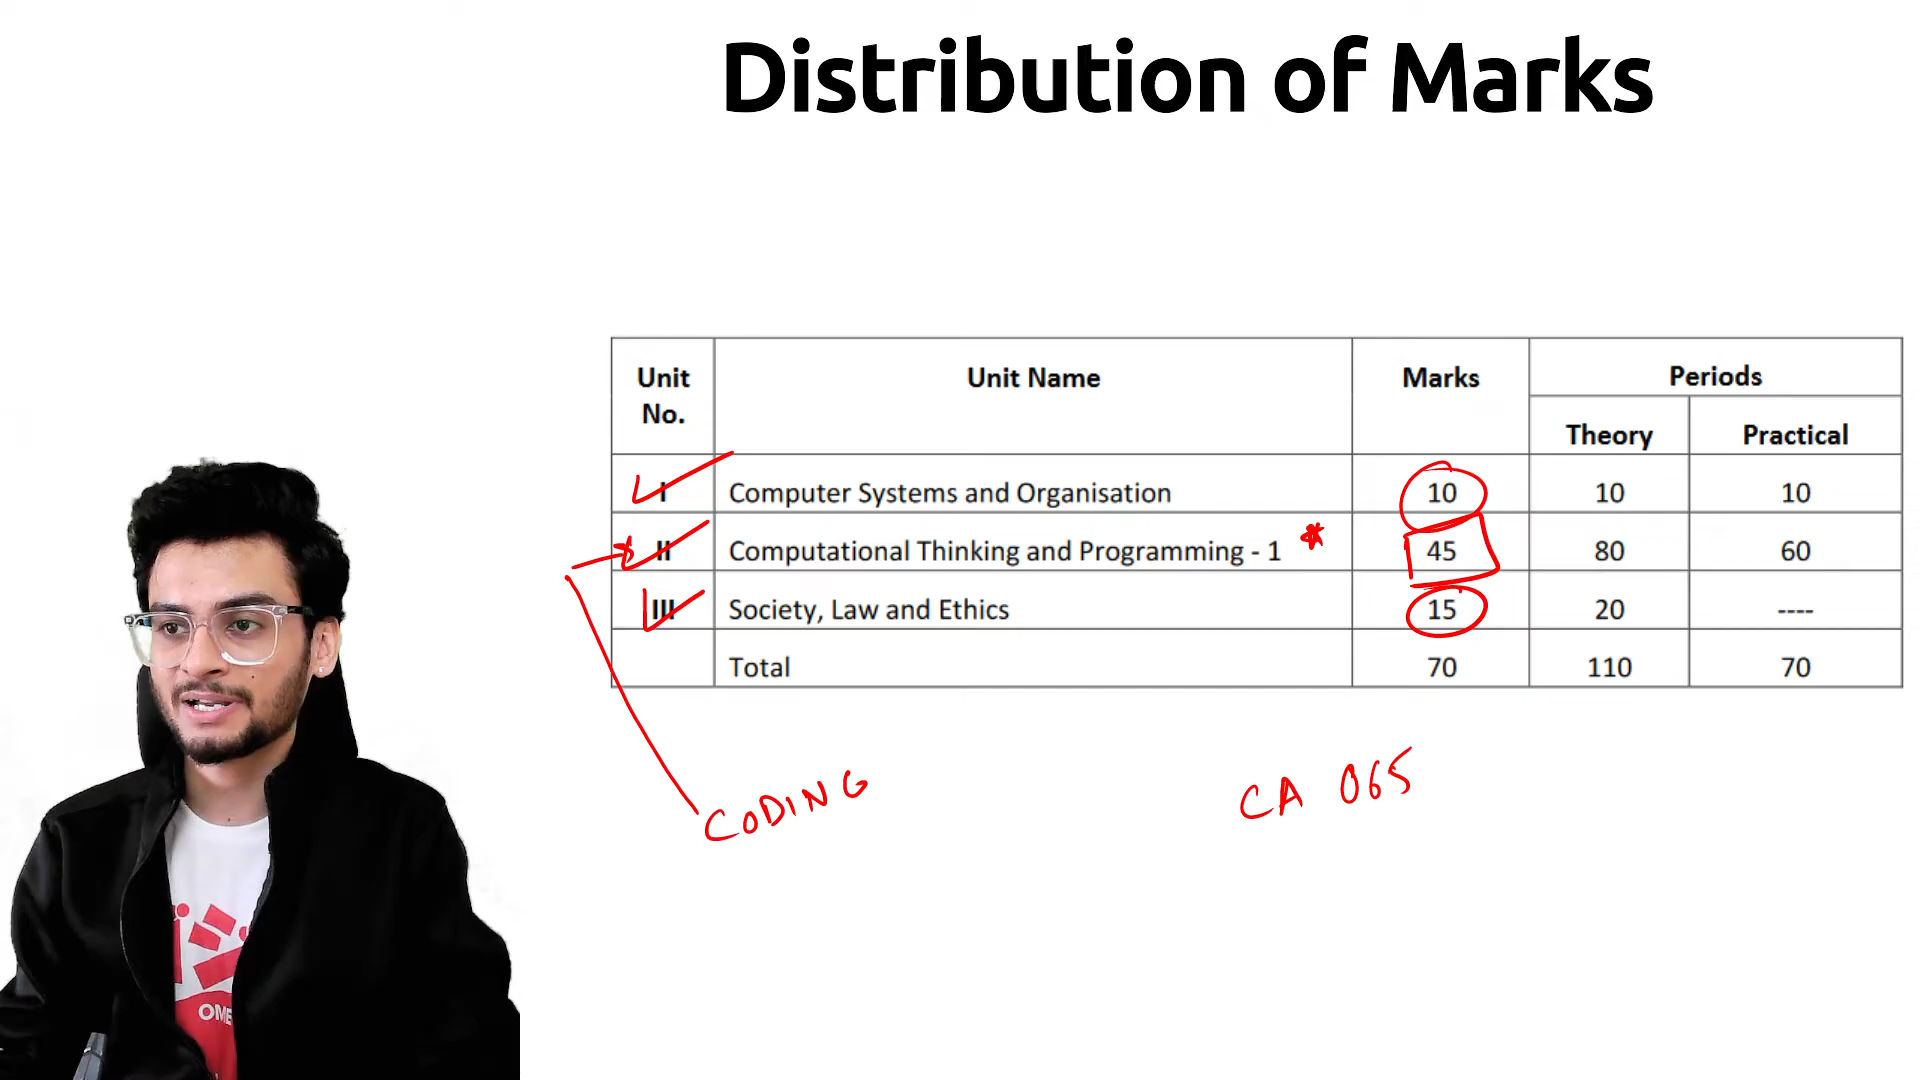 Distribution of Marks
Unit No. Unit Name Marks Periods
Theory Practical
I Computer Systems and Organisation 10 10 10
II Computational Thinking and Programming - 1 * 45 80 60
III Society, Law and Ethics 15 20 ----
Total 70 110 70
CODING CA 065
OME